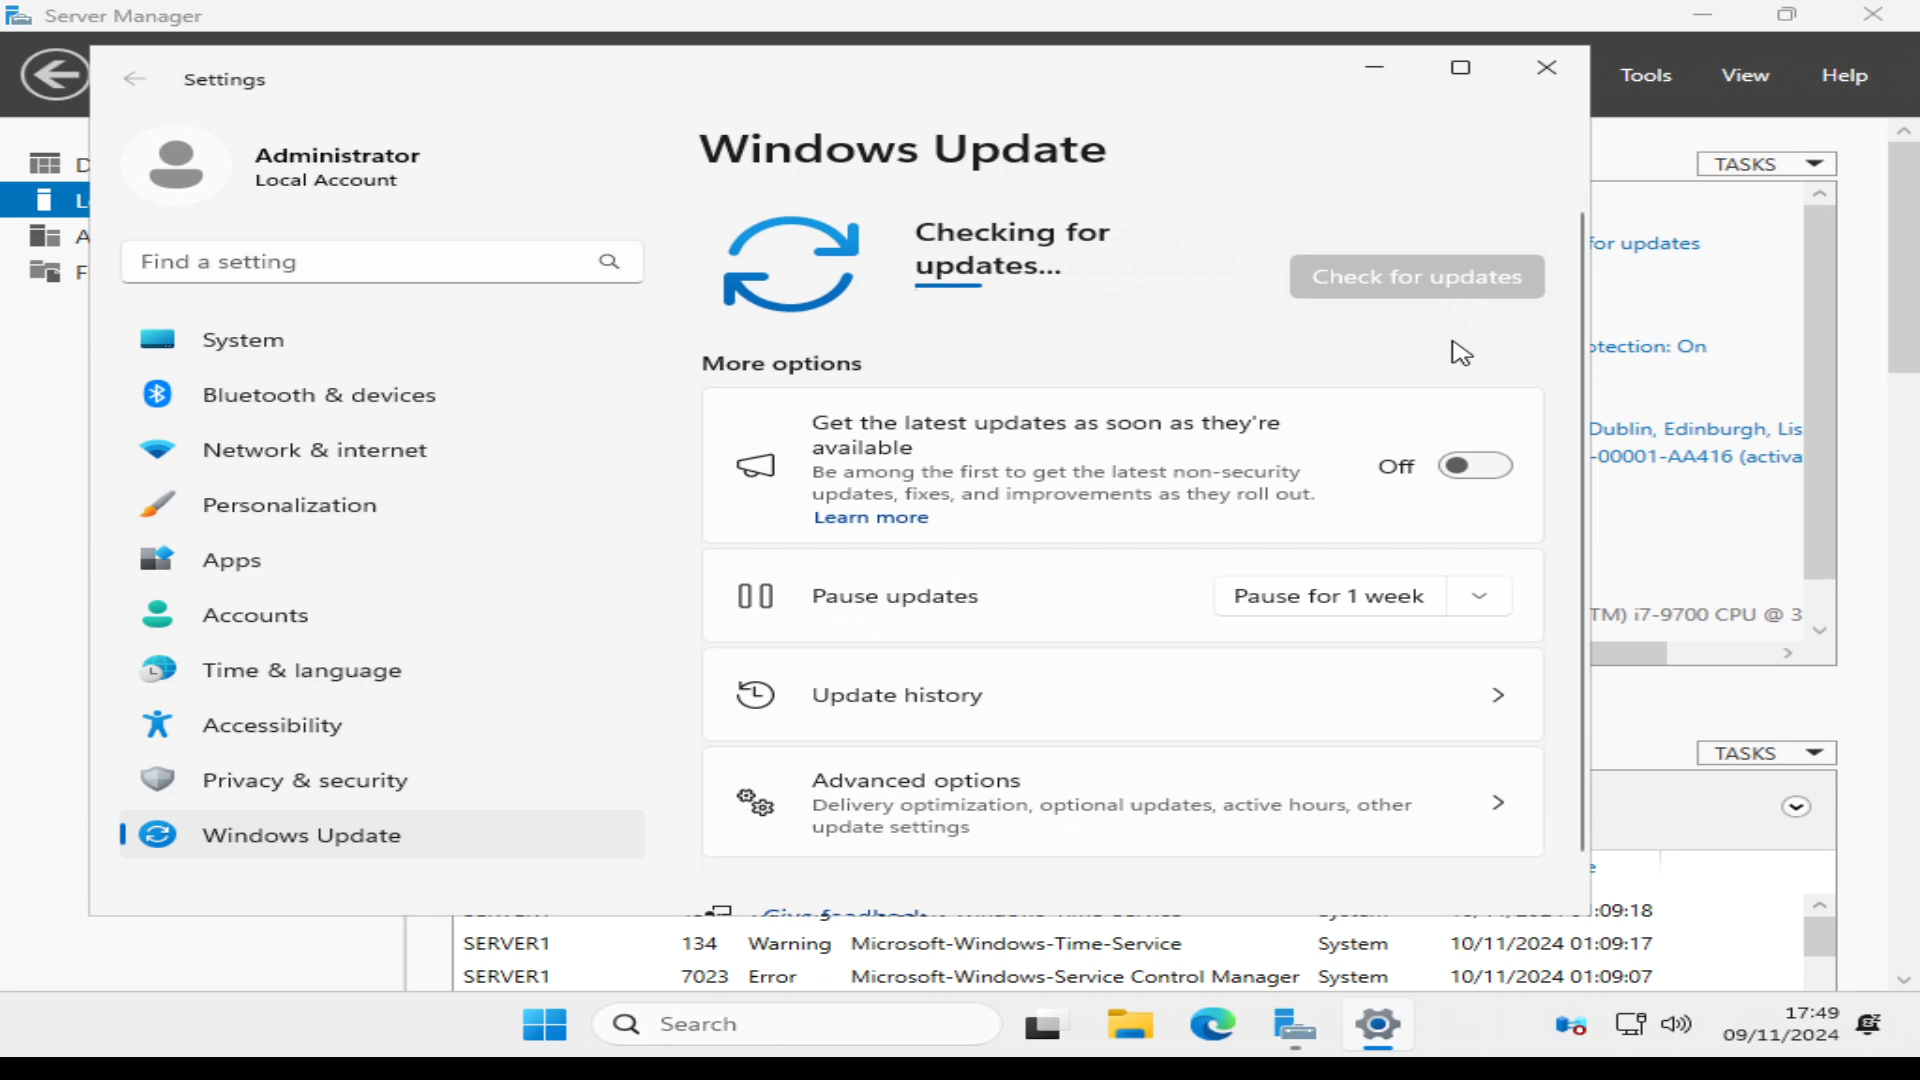 Server Manager
Tools
View
Help
Settings
Administrator
Local Account
Find a setting
System
Bluetooth & devices
Network & internet
Personalization
Apps
Accounts
Time & language
Accessibility
Privacy & security
Windows Update
Windows Update
Checking for
updates...
Check for updates
More options
Get the latest updates as soon as they're
available
Be among the first to get the latest non-security
updates, fixes, and improvements as they roll out.
Learn more
Off
Pause updates
Pause for 1 week
Update history
Advanced options
Delivery optimization, optional updates, active hours, other
update settings
TASKS
for updates
otection: On
Dublin, Edinburgh, Lis
-00001-AA416 (activa
TM) i7-9700 CPU @ 3
TASKS
:09:18
SERVER1 134 Warning Microsoft-Windows-Time-Service System 10/11/2024 01:09:17
SERVER1 7023 Error Microsoft-Windows-Service Control Manager System 10/11/2024 01:09:07
Search
17:49
09/11/2024